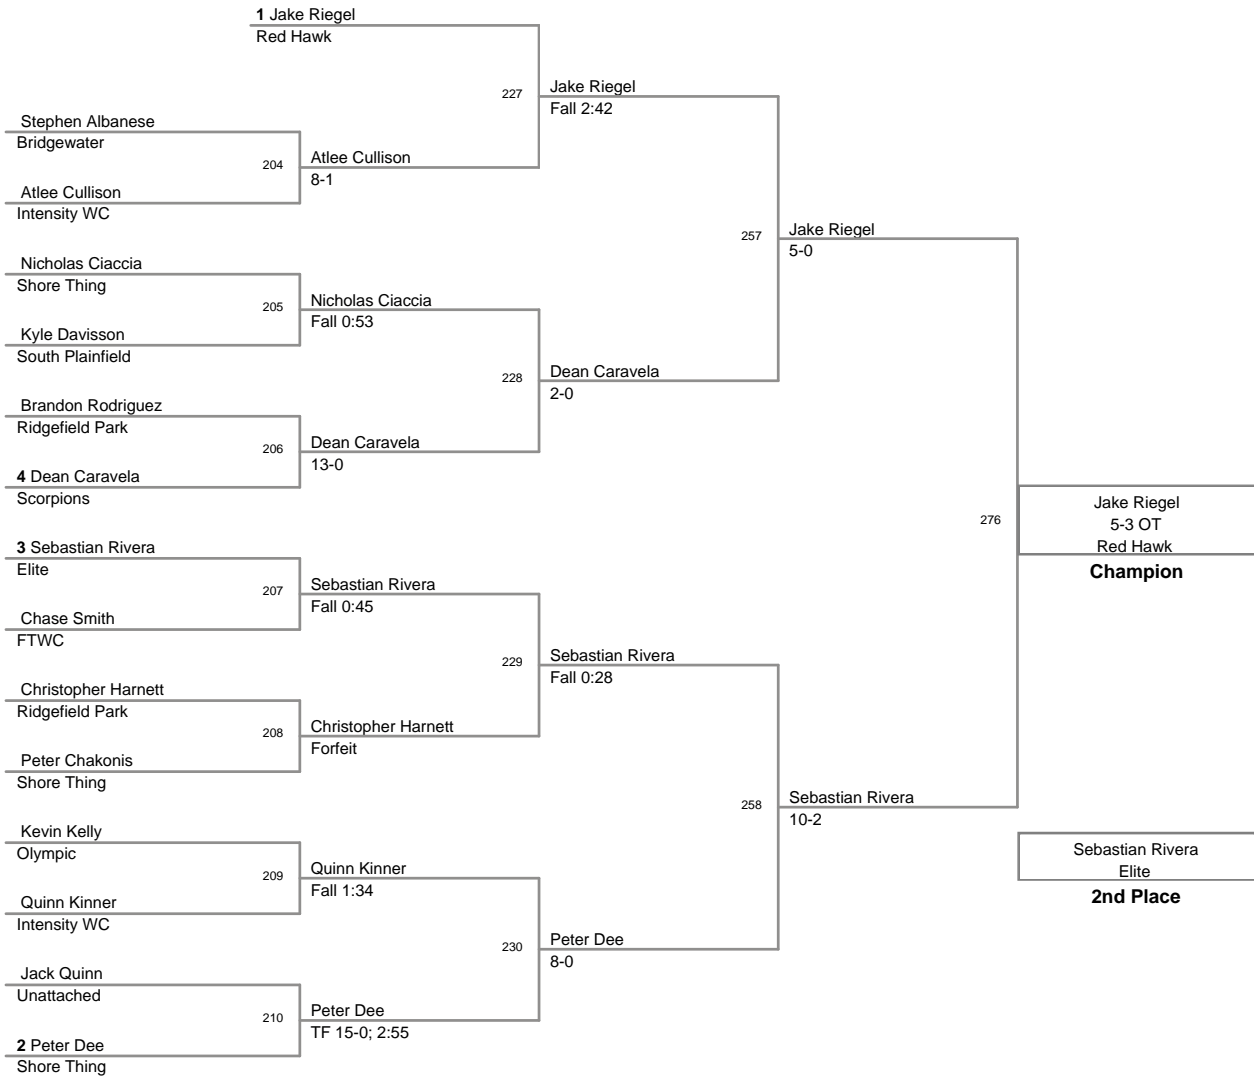 1 Jake Riegel
Red Hawk
227
Jake Riegel
Fall 2:42
Stephen Albanese
Bridgewater
204
Atlee Cullison
8-1
Atlee Cullison
Intensity WC
257
Jake Riegel
5-0
Nicholas Ciaccia
Shore Thing
205
Nicholas Ciaccia
Fall 0:53
Kyle Davisson
South Plainfield
228
Dean Caravela
2-0
Brandon Rodriguez
Ridgefield Park
206
Dean Caravela
13-0
4 Dean Caravela
Scorpions
276
Jake Riegel
5-3 OT
Red Hawk
Champion
3 Sebastian Rivera
Elite
207
Sebastian Rivera
Fall 0:45
Chase Smith
FTWC
229
Sebastian Rivera
Fall 0:28
Christopher Harnett
Ridgefield Park
208
Christopher Harnett
Forfeit
Peter Chakonis
Shore Thing
258
Sebastian Rivera
10-2
Kevin Kelly
Olympic
209
Quinn Kinner
Fall 1:34
Quinn Kinner
Intensity WC
Sebastian Rivera
Elite
2nd Place
230
Peter Dee
8-0
Jack Quinn
Unattached
210
Peter Dee
TF 15-0; 2:55
2 Peter Dee
Shore Thing